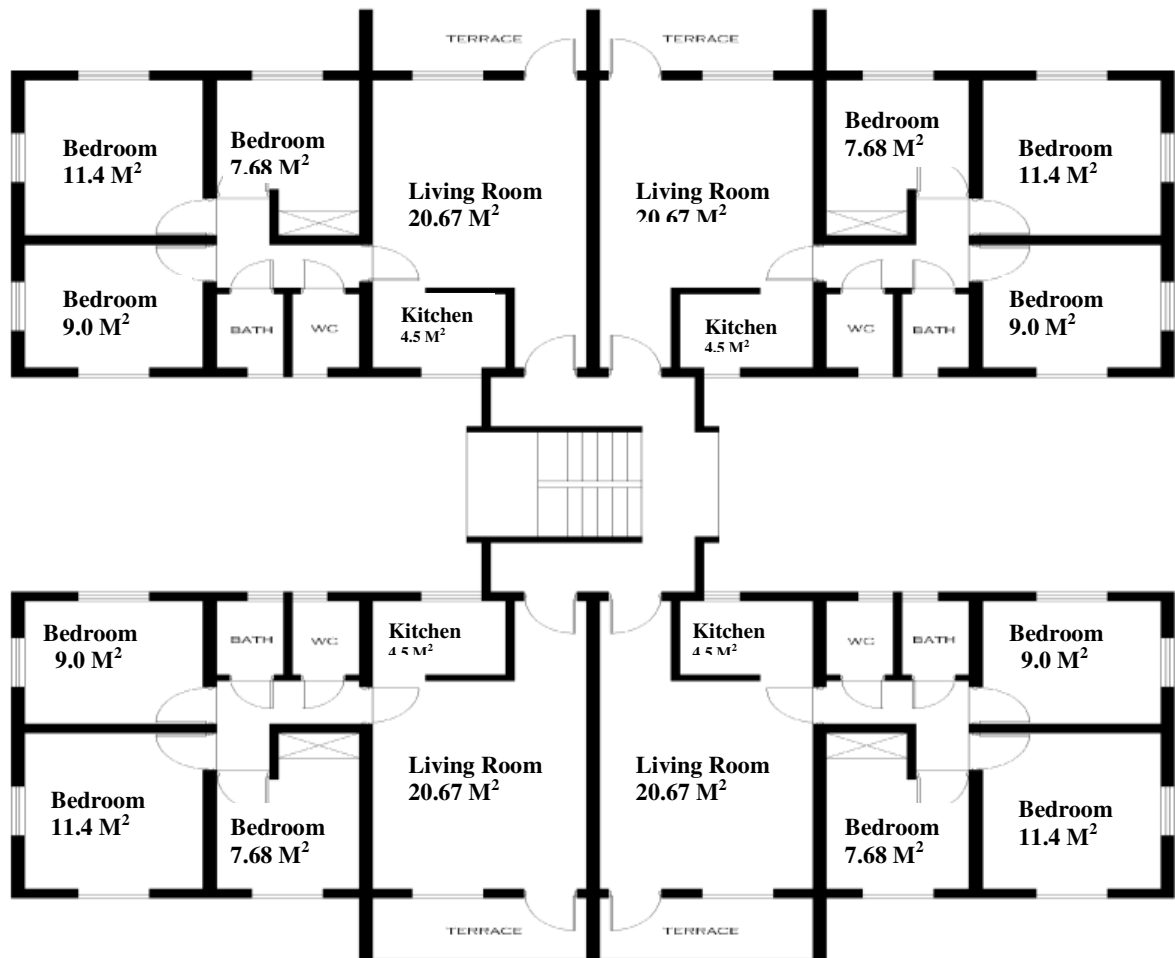 TERRACE
TERRACE
Bedroom
11.4 M²
Bedroom
7.68 M²
Living Room
20.67 M²
Living Room
20.67 M²
Bedroom
7.68 M²
Bedroom
11.4 M²
Bedroom
9.0 M²
BATH
WC
Kitchen
4.5 M²
Kitchen
4.5 M²
WC
BATH
Bedroom
9.0 M²
Bedroom
9.0 M²
BATH
WC
Kitchen
4.5 M²
Kitchen
4.5 M²
WC
BATH
Bedroom
9.0 M²
Bedroom
11.4 M²
Bedroom
7.68 M²
Living Room
20.67 M²
Living Room
20.67 M²
Bedroom
7.68 M²
Bedroom
11.4 M²
TERRACE
TERRACE